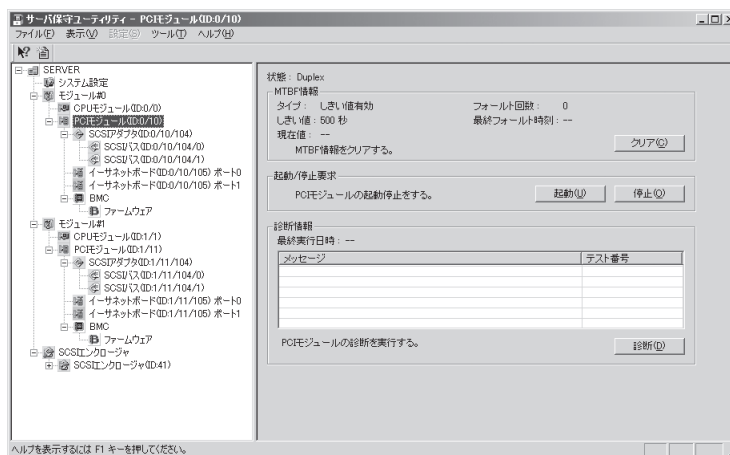 サーバ保守ユーティリティ - PCIモジュール(ID:0/10)
ファイル(F) 表示(V) 設定(S) ツール(T) ヘルプ(H)
SERVER
システム設定
モジュール#0
CPUモジュール(ID:0/0)
PCIモジュール(ID:0/10)
SCSIアダプタ(ID:0/10/104)
SCSIバス(ID:0/10/104/0)
SCSIバス(ID:0/10/104/1)
イーサネットボード(ID:0/10/105) ポート0
イーサネットボード(ID:0/10/105) ポート1
BMC
ファームウェア
モジュール#1
CPUモジュール(ID:1/1)
PCIモジュール(ID:1/11)
SCSIアダプタ(ID:1/11/104)
SCSIバス(ID:1/11/104/0)
SCSIバス(ID:1/11/104/1)
イーサネットボード(ID:1/11/105) ポート0
イーサネットボード(ID:1/11/105) ポート1
BMC
ファームウェア
SCSIエンクロージャ
SCSIエンクロージャ(ID:41)
状態 : Duplex
MTBF情報
タイプ : しきい値有効 フォールト回数 : 0
しきい値 : 500 秒 最終フォールト時刻 : --
現在値 : --
MTBF情報をクリアする。 クリア(C)
起動/停止要求
PCIモジュールの起動停止をする。 起動(U) 停止(O)
診断情報
最終実行日時 : --
メッセージ テスト番号
PCIモジュールの診断を実行する。 診断(D)
ヘルプを表示するには F1 キーを押してください。